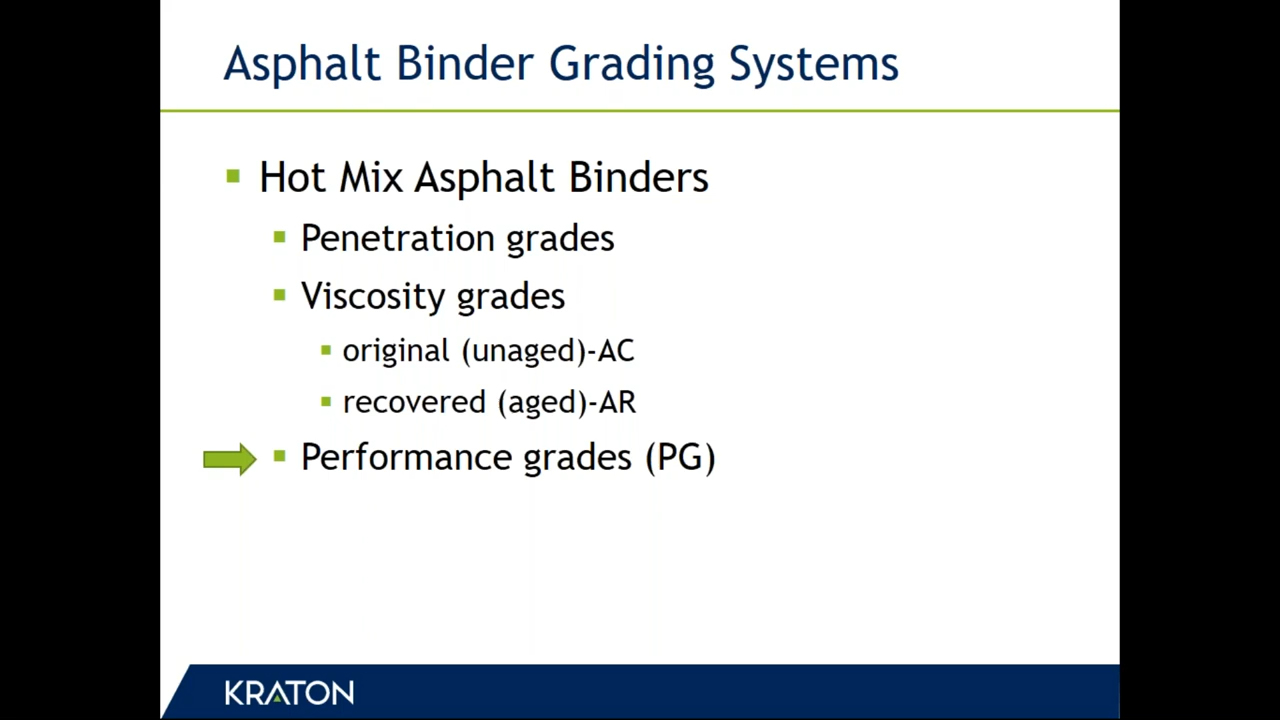 Asphalt Binder Grading Systems
Hot Mix Asphalt Binders
Penetration grades
Viscosity grades
original (unaged)-AC
recovered (aged)-AR
Performance grades (PG)
KRATON